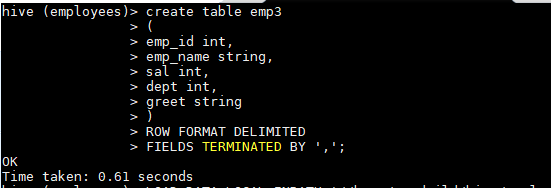 hive (employees)> create table emp3
> (
> emp_id int,
> emp_name string,
> sal int,
> dept int,
> greet string
> )
> ROW FORMAT DELIMITED
> FIELDS TERMINATED BY ',';
OK
Time taken: 0.61 seconds